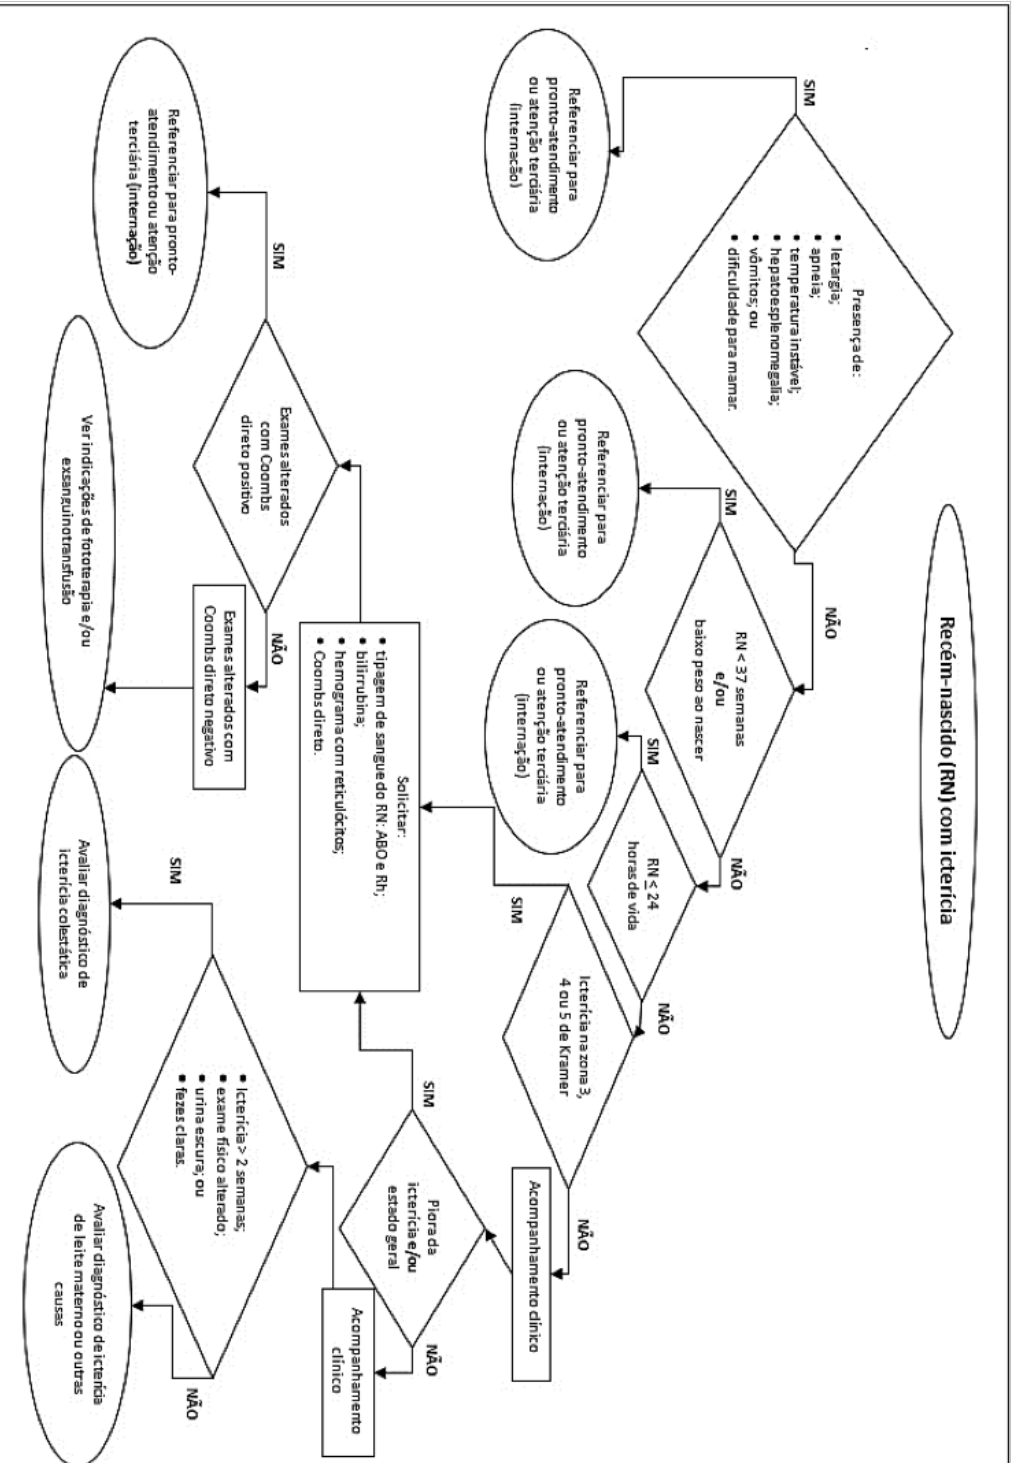 Recém-nascido (RN) com icterícia
Presença de:
• letargia;
• apneia;
• temperatura instável;
• hepatoesplenomegalia;
• vômitos; ou
• dificuldade para mamar.
SIM
NÃO
Referenciar para
pronto-atendimento
ou atenção terciária
(internação)
RN < 37 semanas
e/ou
baixo peso ao nascer
SIM
NÃO
Referenciar para
pronto-atendimento
ou atenção terciária
(internação)
RN ≤ 24
horas de vida
SIM
NÃO
Referenciar para
pronto-atendimento
ou atenção terciária
(internação)
Icterícia na zona 3,
4 ou 5 de Kramer
SIM
NÃO
Acompanhamento clínico
Solicitar:
• tipagem de sangue do RN: ABO e Rh;
• bilirrubina;
• hemograma com reticulócitos;
• Coombs direto.
Piora da
icterícia e/ou
estado geral
SIM
NÃO
Acompanhamento
clínico
Exames alterados
com Coombs
direto positivo
SIM
NÃO
Referenciar para pronto-
atendimento ou atenção
terciária (internação)
Exames alterados com
Coombs direto negativo
Ver indicações de fototerapia e/ou
exsanguinotransfusão
• Icterícia > 2 semanas;
• exame físico alterado;
• urina escura; ou
• fezes claras.
SIM
NÃO
Avaliar diagnóstico de
icterícia colestática
Avaliar diagnóstico de icterícia
de leite materno ou outras
causas